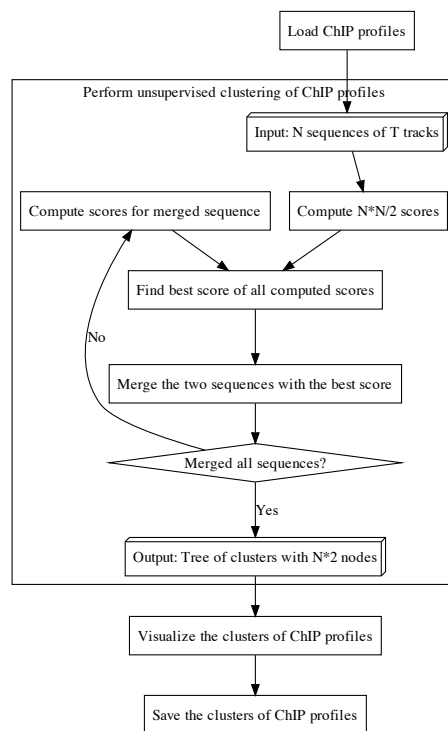 Load ChIP profiles
Perform unsupervised clustering of ChIP profiles
Input: N sequences of T tracks
Compute scores for merged sequence
Compute N*N/2 scores
Find best score of all computed scores
No
Merge the two sequences with the best score
Merged all sequences?
Yes
Output: Tree of clusters with N*2 nodes
Visualize the clusters of ChIP profiles
Save the clusters of ChIP profiles